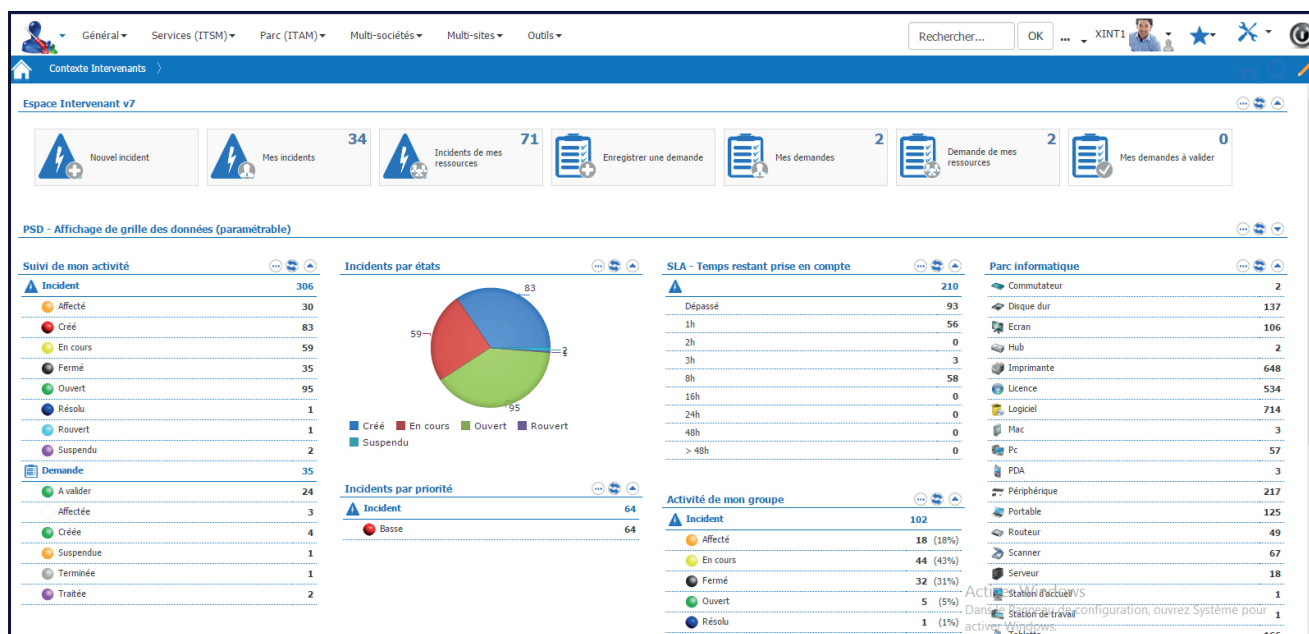 Général Services (ITSM) Parc (ITAM) Multi-sociétés Multi-sites Outils Rechercher... OK ... XINT1
Contexte Intervenants
Espace Intervenant v7
Nouvel incident
Mes incidents 34
Incidents de mes ressources 71
Enregistrer une demande
Mes demandes 2
Demande de mes ressources 2
Mes demandes à valider 0
PSD - Affichage de grille des données (paramétrable)
Suivi de mon activité
Incident 306
Affecté 30
Créé 83
En cours 59
Fermé 35
Ouvert 95
Résolu 1
Rouvert 1
Suspendu 2
Demande 35
A valider 24
Affectée 3
Créée 4
Suspendue 1
Terminée 1
Traitée 2
Incidents par états
83
59
95
Créé En cours Ouvert Rouvert
Suspendu
Incidents par priorité
Incident 64
Basse 64
SLA - Temps restant prise en compte
210
Dépassé 93
1h 56
2h 0
3h 3
8h 58
16h 0
24h 0
48h 0
> 48h 0
Activité de mon groupe
Incident 102
Affecté 18 (18%)
En cours 44 (43%)
Fermé 32 (31%)
Ouvert 5 (5%)
Résolu 1 (1%)
Parc informatique
Commutateur 2
Disque dur 137
Ecran 106
Hub 2
Imprimante 648
Licence 534
Logiciel 714
Mac 3
Pc 57
PDA 3
Périphérique 217
Portable 125
Routeur 49
Scanner 67
Serveur 18
Station d'accueil 1
Station de travail 1
Tablette 166
Activer Windows
Dans le Panneau de configuration, ouvrez Système pour
activer Windows.